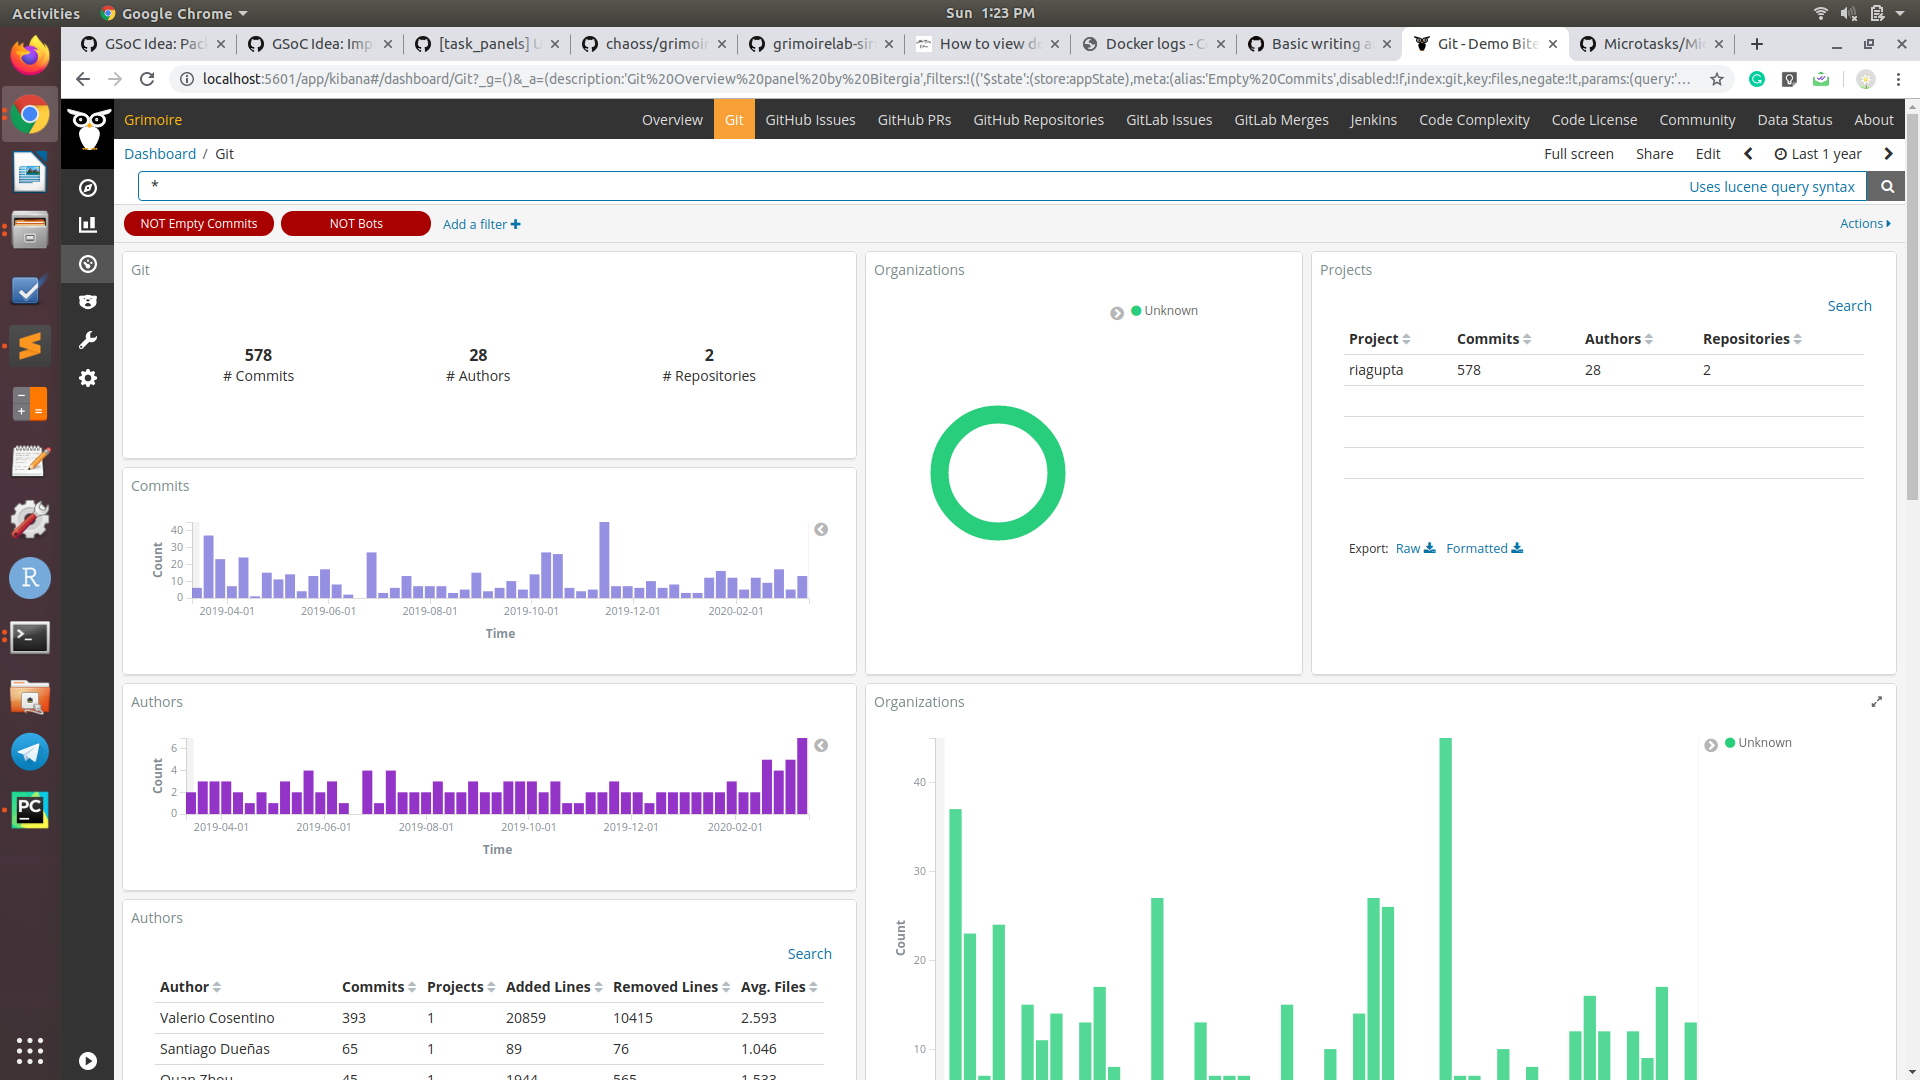 Activities
Google Chrome
Sun 1:23 PM
GSoC Idea: Pac
GSoC Idea: Imp
[task_panels] U
chaoss/grimoir
grimoirelab-sir
How to view do
Docker logs - C
Basic writing a
Git - Demo Bite
Microtasks/Mi
localhost:5601/app/kibana#/dashboard/Git?_g=()&_a=(description:'Git%20Overview%20panel%20by%20Bitergia',filters:!(('$state':(store:appState),meta:(alias:'Empty%20Commits',disabled:!f,index:git,key:files,negate:!t,params:(query:'...
Grimoire
Overview
Git
GitHub Issues
GitHub PRs
GitHub Repositories
GitLab Issues
GitLab Merges
Jenkins
Code Complexity
Code License
Community
Data Status
About
Dashboard / Git
Full screen
Share
Edit
Last 1 year
*
Uses lucene query syntax
NOT Empty Commits
NOT Bots
Add a filter +
Actions
Git
578
# Commits
28
# Authors
2
# Repositories
Organizations
Unknown
Projects
Search
Project Commits Authors Repositories
riagupta 578 28 2
Export: Raw Formatted
Commits
Count
40
30
20
10
0
2019-04-01 2019-06-01 2019-08-01 2019-10-01 2019-12-01 2020-02-01
Time
Authors
Count
6
4
2
0
2019-04-01 2019-06-01 2019-08-01 2019-10-01 2019-12-01 2020-02-01
Time
Organizations
Unknown
Count
40
30
20
10
Authors
Search
Author Commits Projects Added Lines Removed Lines Avg. Files
Valerio Cosentino 393 1 20859 10415 2.593
Santiago Dueñas 65 1 89 76 1.046
Quan Zhou 45 1 1944 565 1.533
R
PC